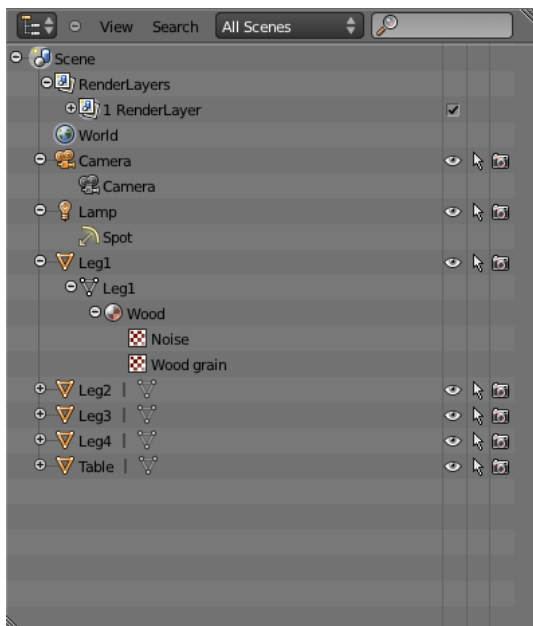 View Search All Scenes
Scene
RenderLayers
1 RenderLayer
World
Camera
Camera
Lamp
Spot
Leg1
Leg1
Wood
Noise
Wood grain
Leg2 |
Leg3 |
Leg4 |
Table |